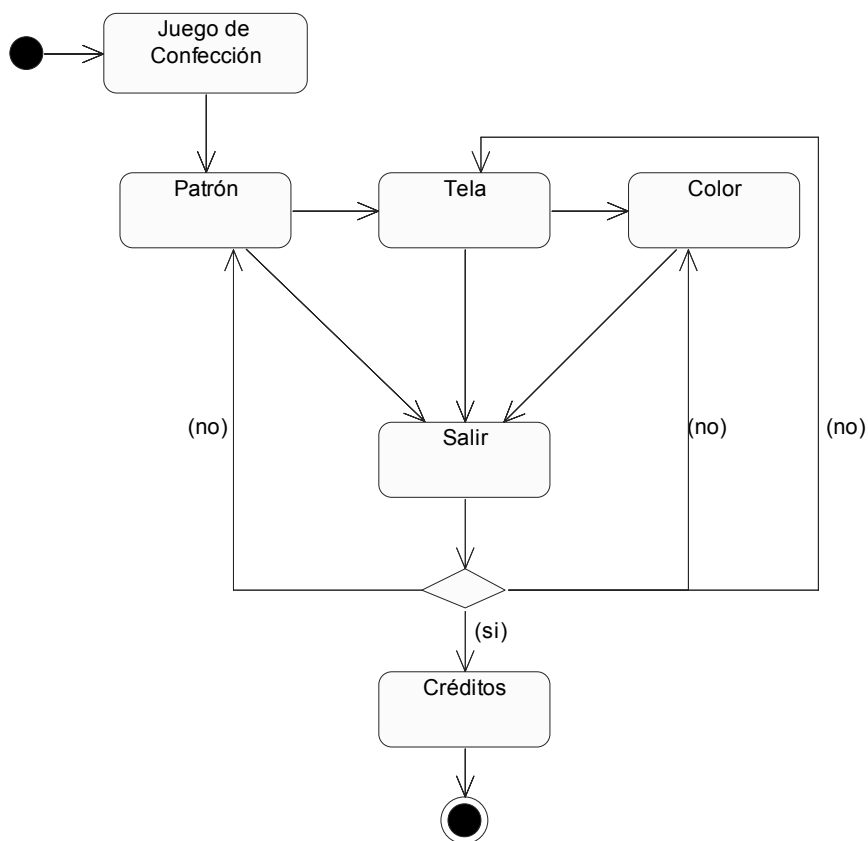 Juego de
Confección
Patrón
Tela
Color
(no)
Salir
(no)
(no)
(si)
Créditos